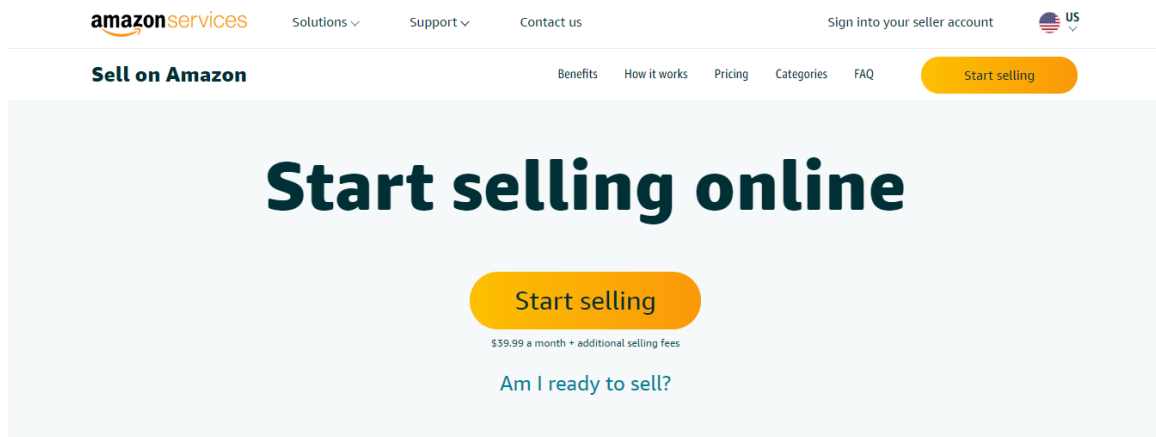 amazonservices Solutions Support Contact us Sign into your seller account US
Sell on Amazon Benefits How it works Pricing Categories FAQ Start selling
Start selling online
Start selling
$39.99 a month + additional selling fees
Am I ready to sell?